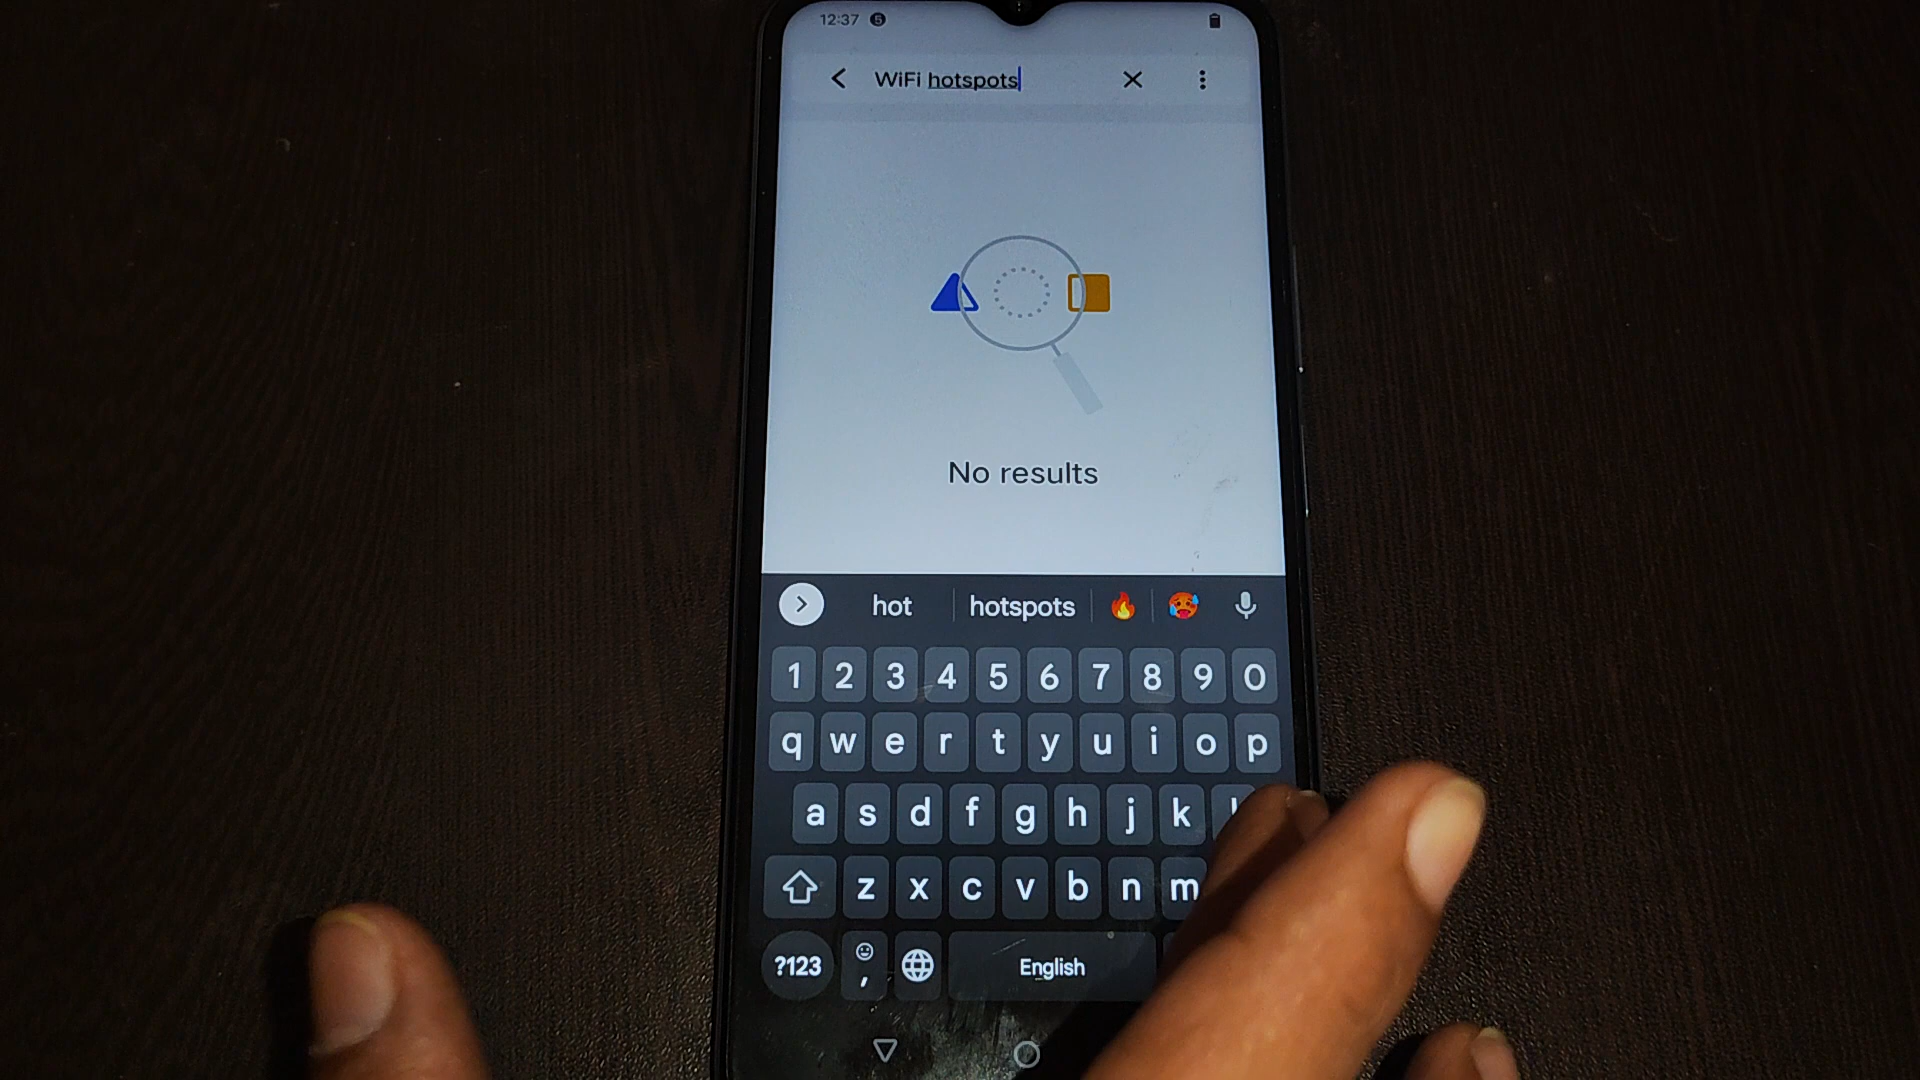 12:37 5
WiFi hotspots
No results
hot hotspots
1 2 3 4 5 6 7 8 9 0
q w e r t y u i o p
a s d f g h j k
z x c v b n m
?123 , English